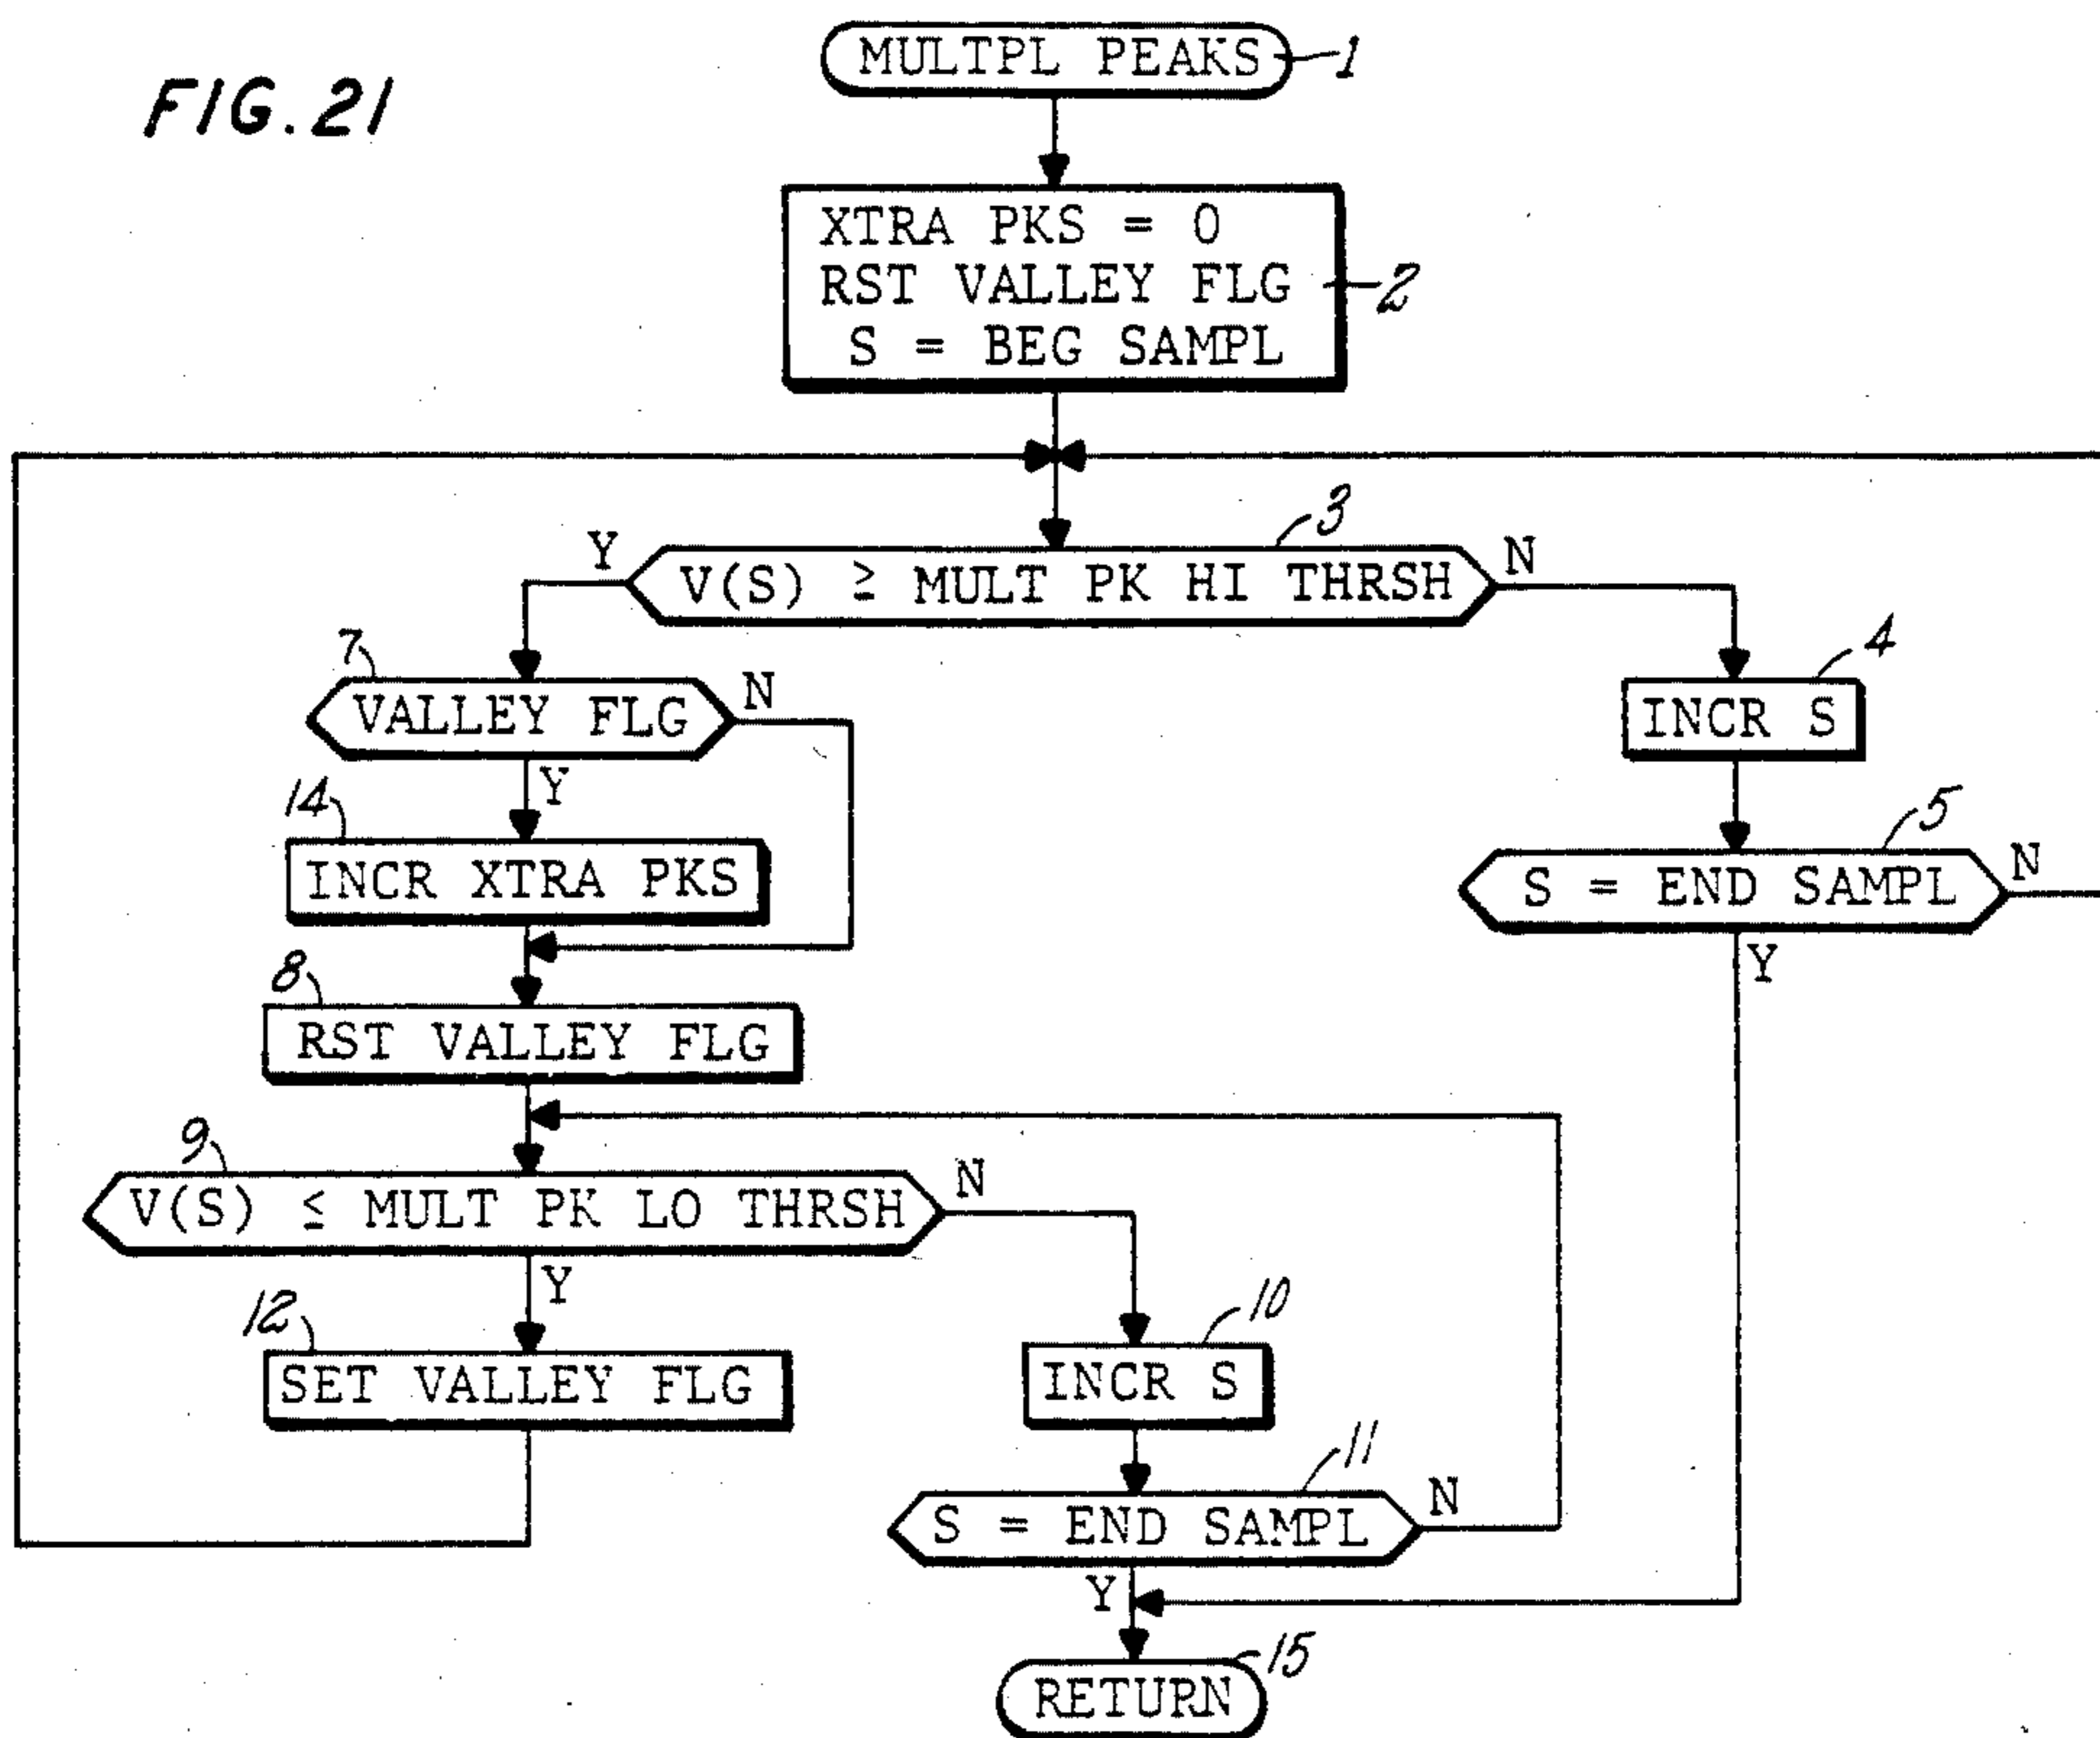 FIG. 21
MULTPL PEAKS
1
XTRA PKS = 0
RST VALLEY FLG
S = BEG SAMPL
2
3
Y
V(S) ≥ MULT PK HI THRSH
N
7
VALLEY FLG
N
Y
4
INCR S
14
INCR XTRA PKS
5
S = END SAMPL
N
Y
8
RST VALLEY FLG
9
V(S) ≤ MULT PK LO THRSH
N
Y
12
SET VALLEY FLG
10
INCR S
11
S = END SAMPL
N
Y
15
RETURN